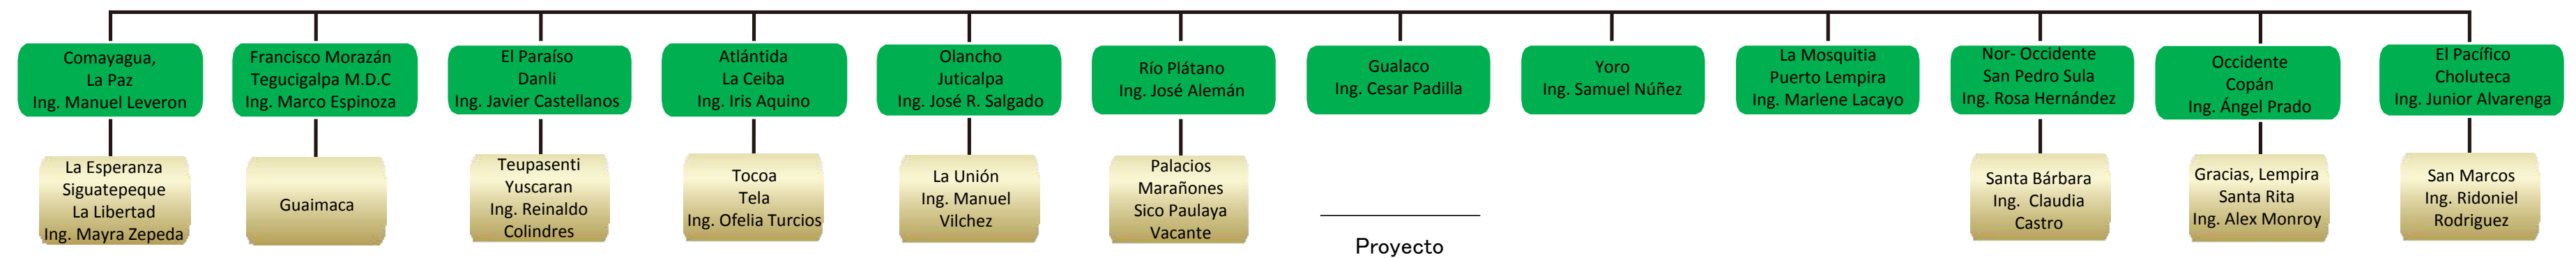 Comayagua,
La Paz
Ing. Manuel Leveron
Francisco Morazán
Tegucigalpa M.D.C
Ing. Marco Espinoza
El Paraíso
Danli
Ing. Javier Castellanos
Atlántida
La Ceiba
Ing. Iris Aquino
Olancho
Juticalpa
Ing. José R. Salgado
Río Plátano
Ing. José Alemán
Gualaco
Ing. Cesar Padilla
Yoro
Ing. Samuel Núñez
La Mosquitia
Puerto Lempira
Ing. Marlene Lacayo
Nor- Occidente
San Pedro Sula
Ing. Rosa Hernández
Occidente
Copán
Ing. Ángel Prado
El Pacífico
Choluteca
Ing. Junior Alvarenga
La Esperanza
Siguatepeque
La Libertad
Ing. Mayra Zepeda
Guaimaca
Teupasenti
Yuscaran
Ing. Reinaldo
Colindres
Tocoa
Tela
Ing. Ofelia Turcios
La Unión
Ing. Manuel
Vilchez
Palacios
Marañones
Sico Paulaya
Vacante
Proyecto
Santa Bárbara
Ing. Claudia
Castro
Gracias, Lempira
Santa Rita
Ing. Alex Monroy
San Marcos
Ing. Ridoniel
Rodriguez